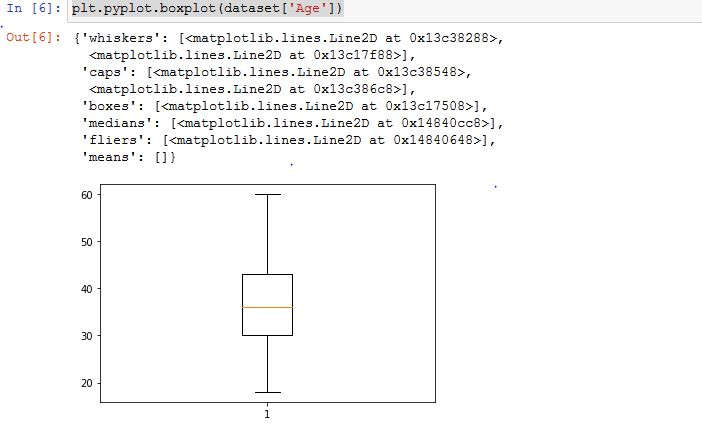 In [6]: plt.pyplot.boxplot(dataset['Age'])
Out[6]: {'whiskers': [<matplotlib.lines.Line2D at 0x13c38288>,
<matplotlib.lines.Line2D at 0x13c17f88>],
'caps': [<matplotlib.lines.Line2D at 0x13c38548>,
<matplotlib.lines.Line2D at 0x13c386c8>],
'boxes': [<matplotlib.lines.Line2D at 0x13c17508>],
'medians': [<matplotlib.lines.Line2D at 0x14840cc8>],
'fliers': [<matplotlib.lines.Line2D at 0x14840648>],
'means': []}
60
50
40
30
20
1